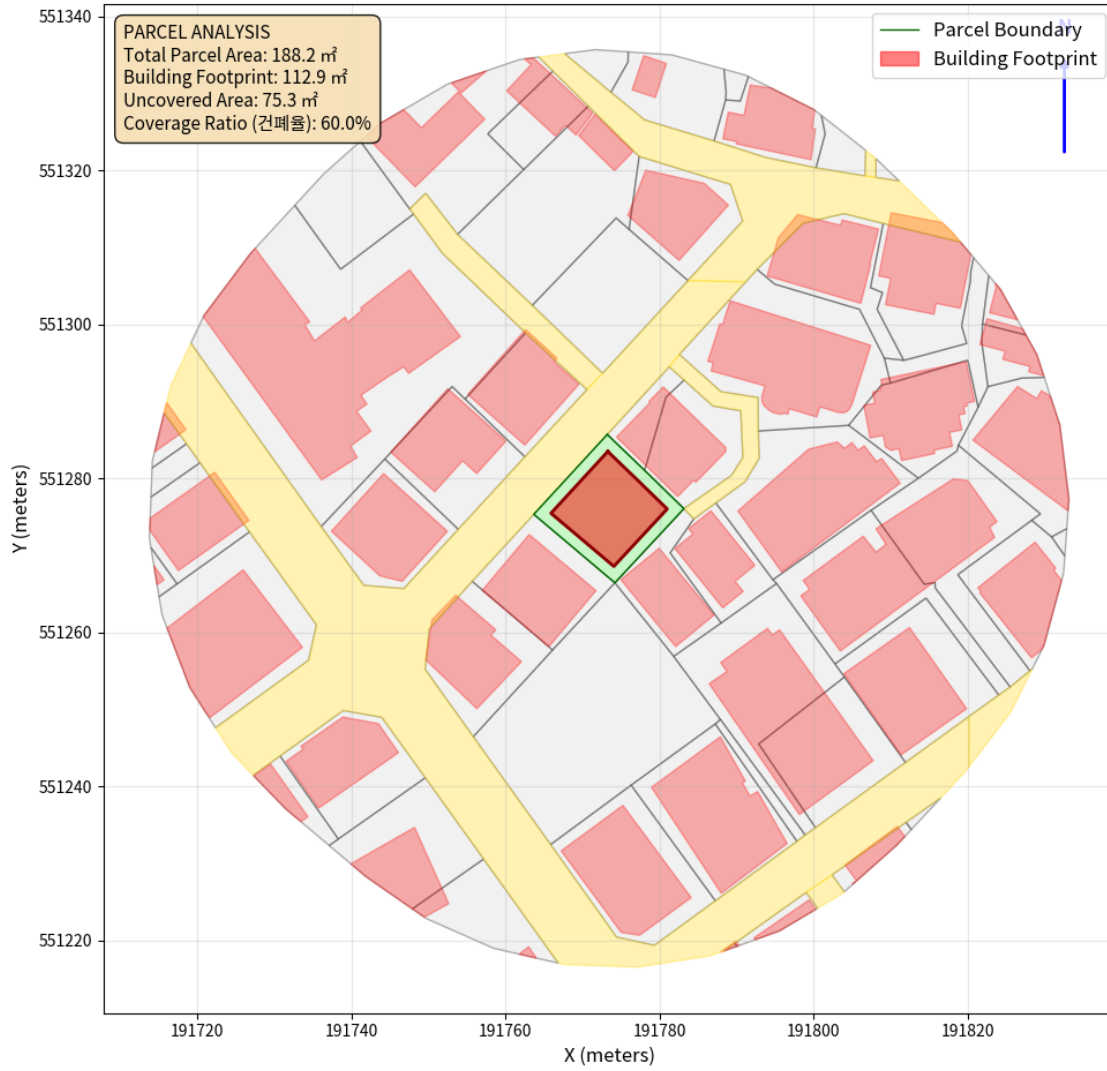 PARCEL ANALYSIS
Total Parcel Area: 188.2 ㎡
Building Footprint: 112.9 ㎡
Uncovered Area: 75.3 ㎡
Coverage Ratio (건폐율): 60.0%
Parcel Boundary
Building Footprint
N
551340
551320
551300
551280
551260
551240
551220
Y (meters)
191720
191740
191760
191780
191800
191820
X (meters)